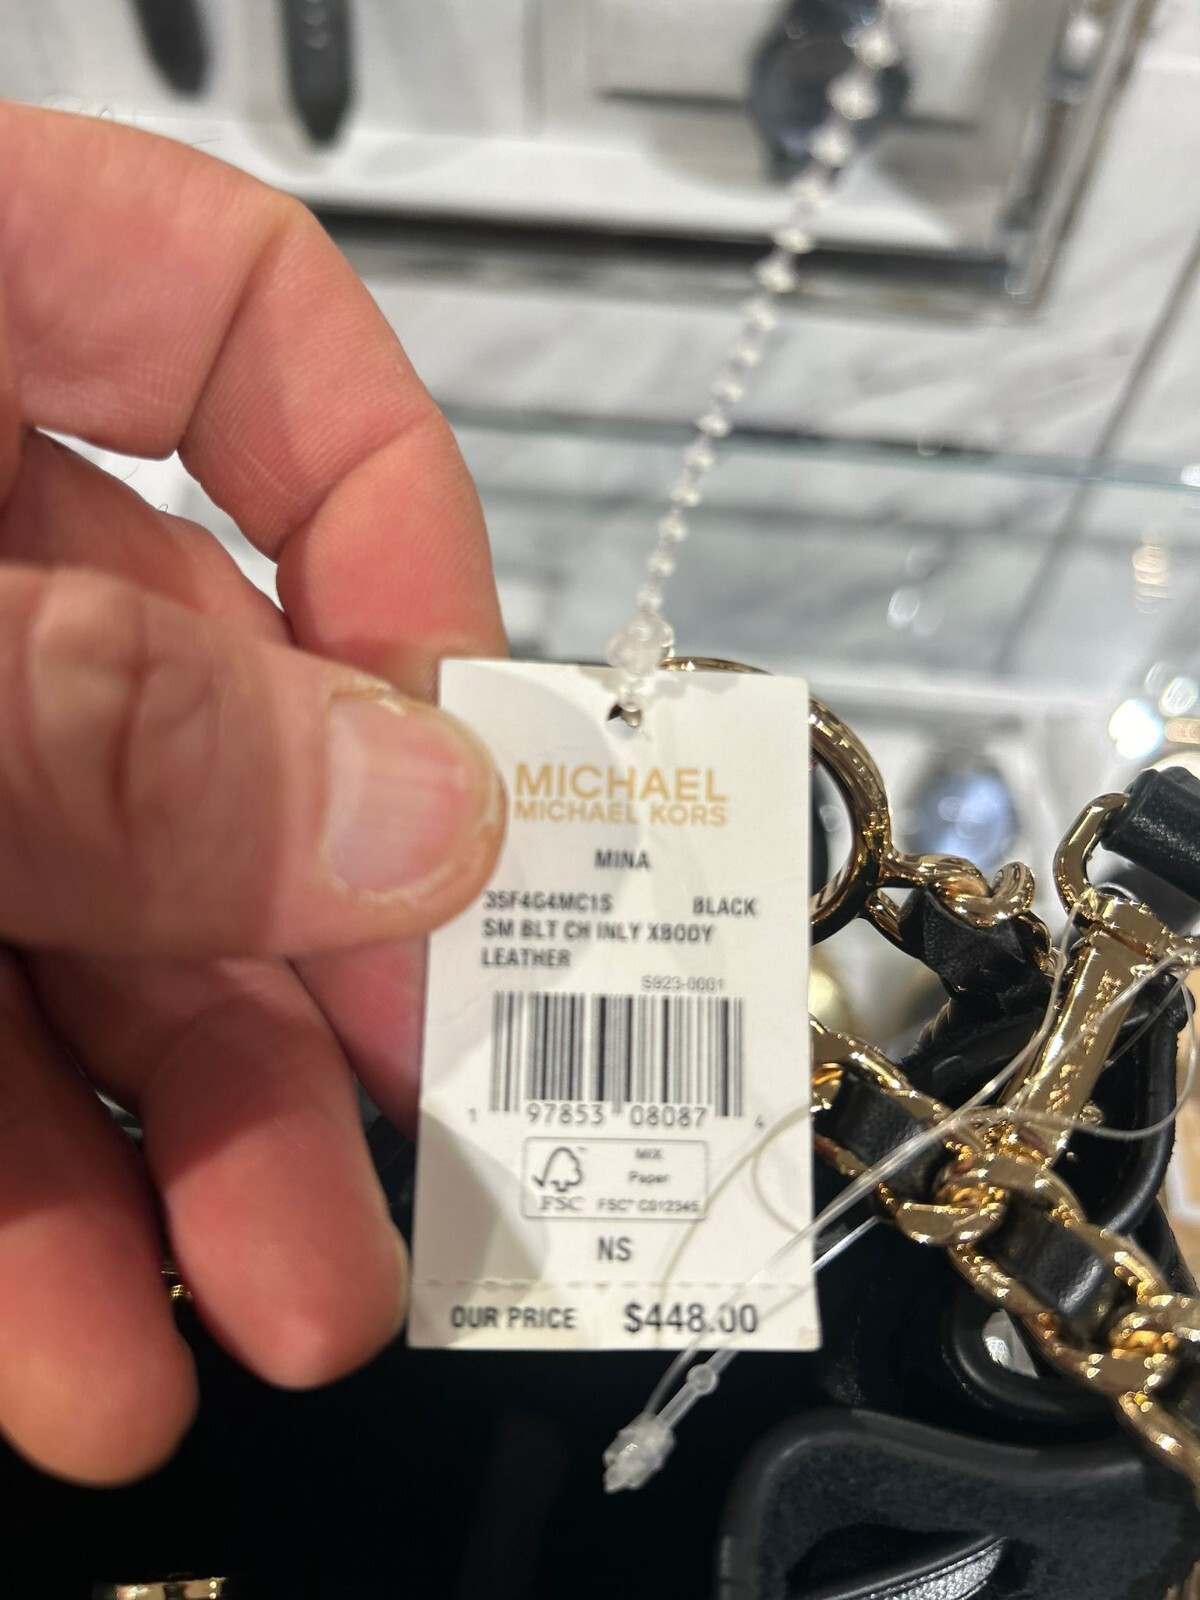 MICHAEL
MICHAEL KORS
MINA
35F4G4MC1S BLACK
SM BLT CH INLY XBODY
LEATHER
S923-0001
1 97853 08087 4
MIX
Paper
FSC FSC™ C012345
NS
OUR PRICE $448.00